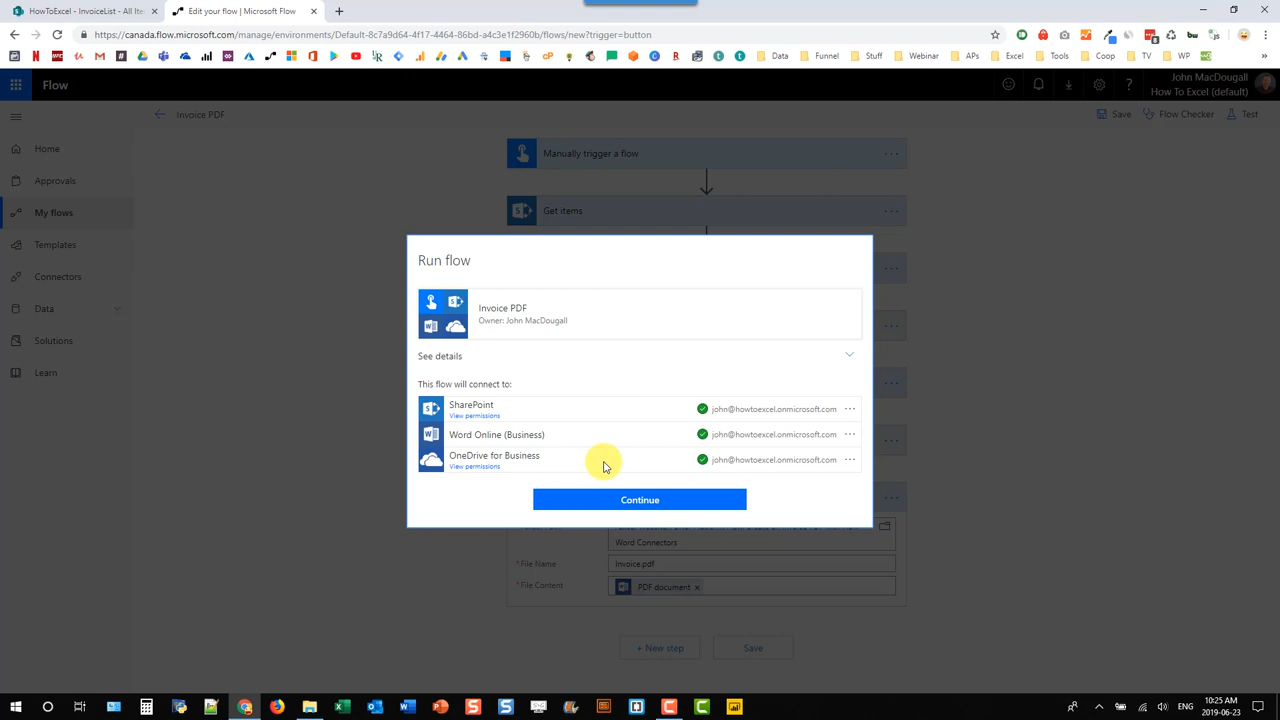 HowToExcel - InvoiceList - All Ite
Edit your flow | Microsoft Flow
https://canada.flow.microsoft.com/manage/environments/Default-8c7a9d64-4f17-4464-86bd-a4c3e1f2960b/flows/new?trigger=button
Data
Funnel
Stuff
Webinar
APs
Excel
Coop
TV
WP
Flow
John MacDougall
How To Excel (default)
Invoice PDF
Save
Flow Checker
Test
Home
Approvals
My flows
Templates
Connectors
Data
Solutions
Learn
Manually trigger a flow
Get items
Run flow
Invoice PDF
Owner: John MacDougall
See details
This flow will connect to:
SharePoint
View permissions
john@howtoexcel.onmicrosoft.com
Word Online (Business)
john@howtoexcel.onmicrosoft.com
OneDrive for Business
View permissions
john@howtoexcel.onmicrosoft.com
Continue
Word Connectors
* File Name
Invoice.pdf
* File Content
PDF document ×
+ New step
Save
ENG
10:25 AM
2019-06-23